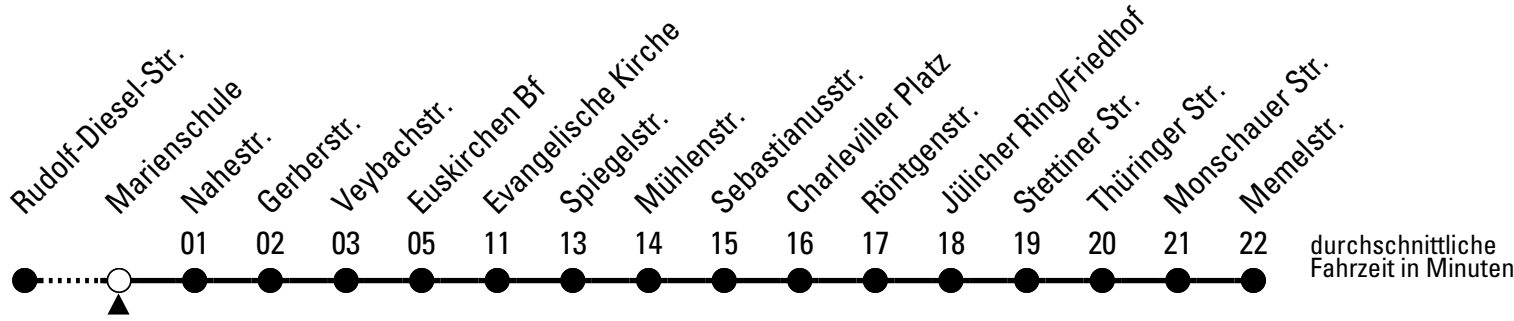 Rudolf-Diesel-Str.
Marienschule
Nahestr.
Gerberstr.
Veybachstr.
Euskirchen Bf
Evangelische Kirche
Spiegelstr.
Mühlenstr.
Sebastianusstr.
Charleviller Platz
Röntgenstr.
Jülicher Ring/Friedhof
Stettiner Str.
Thüringer Str.
Monschauer Str.
Memelstr.
01 02 03 05 11 13 14 15 16 17 18 19 20 21 22
durchschnittliche
Fahrzeit in Minuten